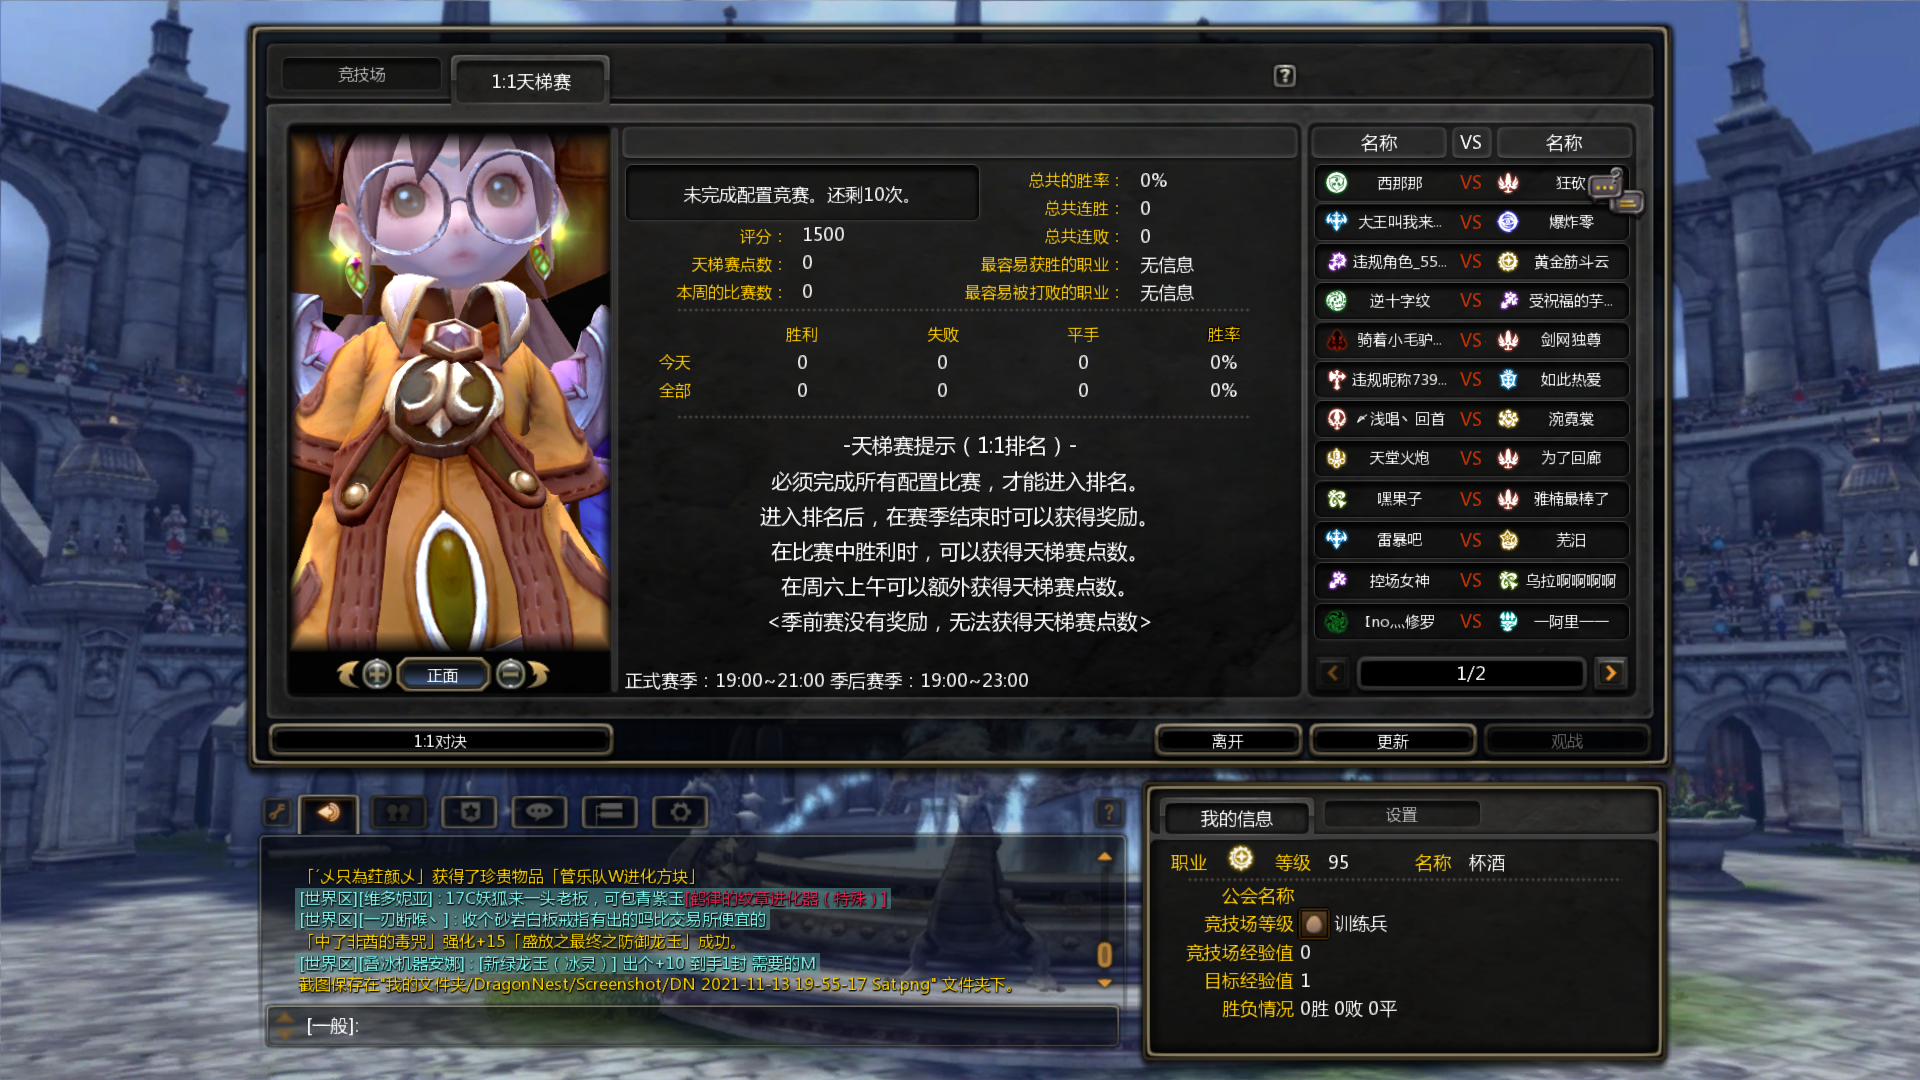 竞技场
1:1天梯赛
?
未完成配置竞赛。还剩10次。
评分： 1500
天梯赛点数： 0
本周的比赛数： 0
总共的胜率： 0%
总共连胜： 0
总共连败： 0
最容易获胜的职业： 无信息
最容易被打败的职业： 无信息
胜利 失败 平手 胜率
今天 0 0 0 0%
全部 0 0 0 0%
-天梯赛提示（1:1排名）-
必须完成所有配置比赛，才能进入排名。
进入排名后，在赛季结束时可以获得奖励。
在比赛中胜利时，可以获得天梯赛点数。
在周六上午可以额外获得天梯赛点数。
<季前赛没有奖励，无法获得天梯赛点数>
正式赛季：19:00~21:00 季后赛季：19:00~23:00
正面
名称 VS 名称
西那那 VS 狂砍
大王叫我来... VS 爆炸零
违规角色_55... VS 黄金筋斗云
逆十字纹 VS 受祝福的芋...
骑着小毛驴... VS 剑网独尊
违规昵称739... VS 如此热爱
〆浅唱丶回首 VS 涴霓裳
天堂火炮 VS 为了回廊
嘿果子 VS 雅楠最棒了
雷暴吧 VS 芜汨
控场女神 VS 乌拉啊啊啊啊
Ino灬修罗 VS 一阿里一一
1/2
1:1对决
离开
更新
观战
?
「 ゛乄只為荭颜乄」获得了珍贵物品「管乐队W进化方块」
[世界区][维多妮亚] : 17C妖狐来一头老板，可包青紫玉[鹤律的纹章进化器（特殊）]
[世界区][一刃断喉丶] : 收个砂岩白板戒指有出的吗比交易所便宜的
「中了非酋的毒咒」强化+15「盛放之最终之防御龙玉」成功。
[世界区][叠冰机器安娜] : [新绿龙玉（冰灵）] 出个+10 到手1封 需要的M
截图保存在"我的文件夹/DragonNest/Screenshot/DN 2021-11-13 19-55-17 Sat.png" 文件夹下。
[一般]:
我的信息
设置
职业 等级 95 名称 杯酒
公会名称
竞技场等级 训练兵
竞技场经验值 0
目标经验值 1
胜负情况 0胜 0败 0平